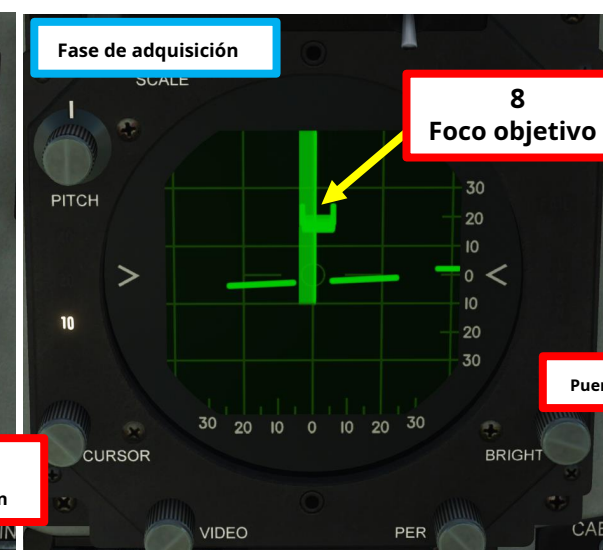 Fase de adquisición
SCALE
8
Foco objetivo
PITCH
30
20
10
> 0 <
10
10
20
30
30 20 10 0 10 20 30
CURSOR
BRIGHT
VIDEO
PER